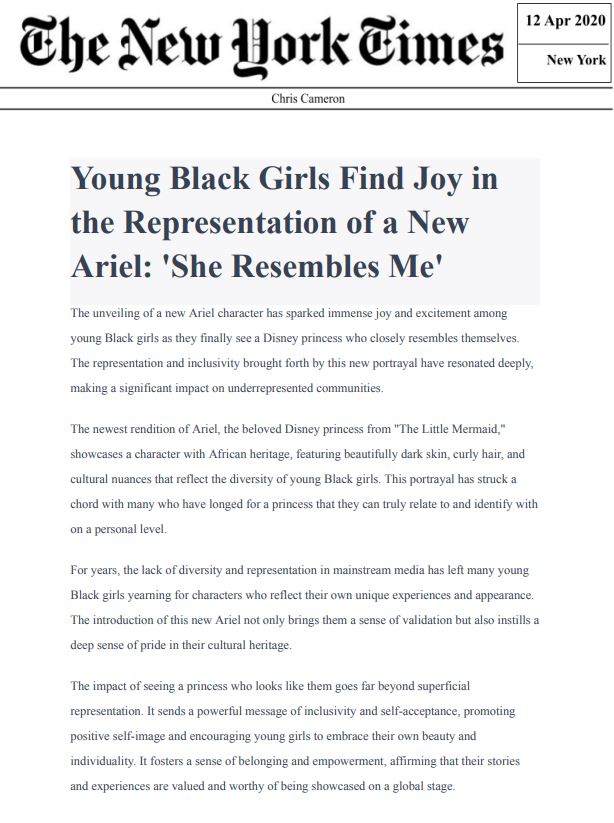 The New York Times
12 Apr 2020
New York
Chris Cameron
Young Black Girls Find Joy in
the Representation of a New
Ariel: 'She Resembles Me'
The unveiling of a new Ariel character has sparked immense joy and excitement among
young Black girls as they finally see a Disney princess who closely resembles themselves.
The representation and inclusivity brought forth by this new portrayal have resonated deeply,
making a significant impact on underrepresented communities.
The newest rendition of Ariel, the beloved Disney princess from "The Little Mermaid,"
showcases a character with African heritage, featuring beautifully dark skin, curly hair, and
cultural nuances that reflect the diversity of young Black girls. This portrayal has struck a
chord with many who have longed for a princess that they can truly relate to and identify with
on a personal level.
For years, the lack of diversity and representation in mainstream media has left many young
Black girls yearning for characters who reflect their own unique experiences and appearance.
The introduction of this new Ariel not only brings them a sense of validation but also instills a
deep sense of pride in their cultural heritage.
The impact of seeing a princess who looks like them goes far beyond superficial
representation. It sends a powerful message of inclusivity and self-acceptance, promoting
positive self-image and encouraging young girls to embrace their own beauty and
individuality. It fosters a sense of belonging and empowerment, affirming that their stories
and experiences are valued and worthy of being showcased on a global stage.